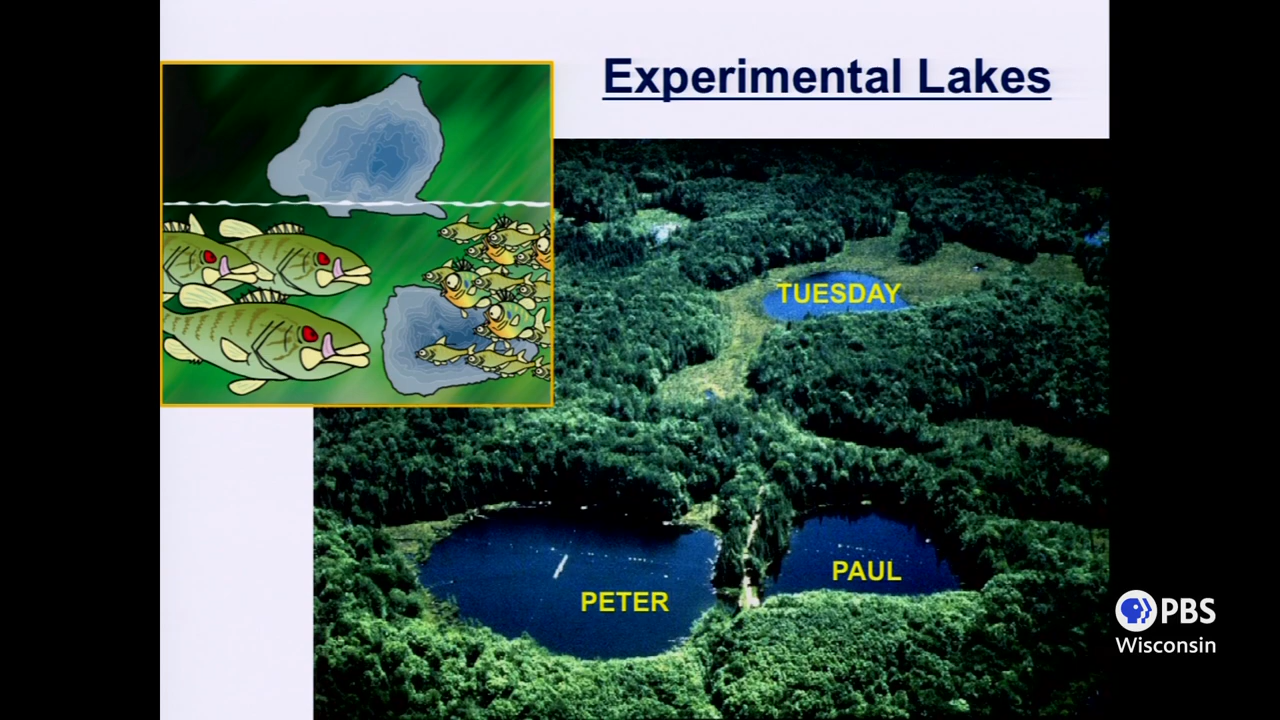 Experimental Lakes
TUESDAY
PAUL
PETER
PBS
Wisconsin